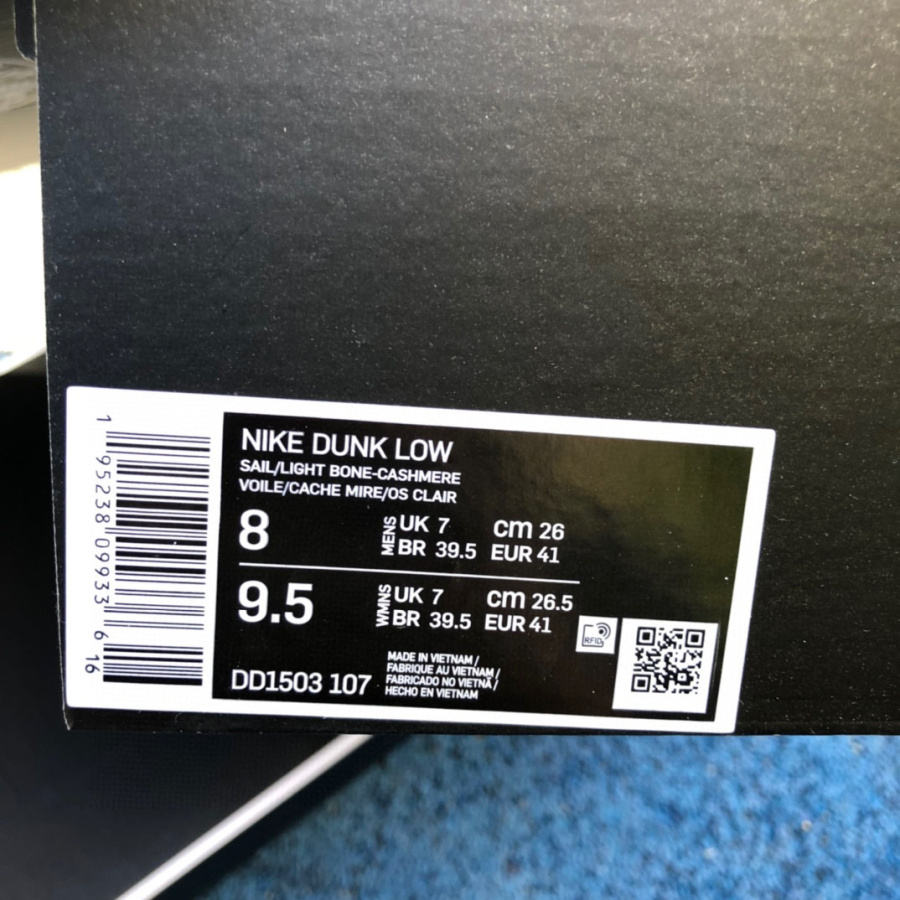 1 95238 09933 6 16
NIKE DUNK LOW
SAIL/LIGHT BONE-CASHMERE
VOILE/CACHE MIRE/OS CLAIR
8 MENS UK 7 cm 26
BR 39.5 EUR 41
9.5 WMNS UK 7 cm 26.5
BR 39.5 EUR 41
RFID
MADE IN VIETNAM /
FABRIQUE AU VIETNAM /
FABRICADO NO VIETNÃ /
HECHO EN VIETNAM
DD1503 107